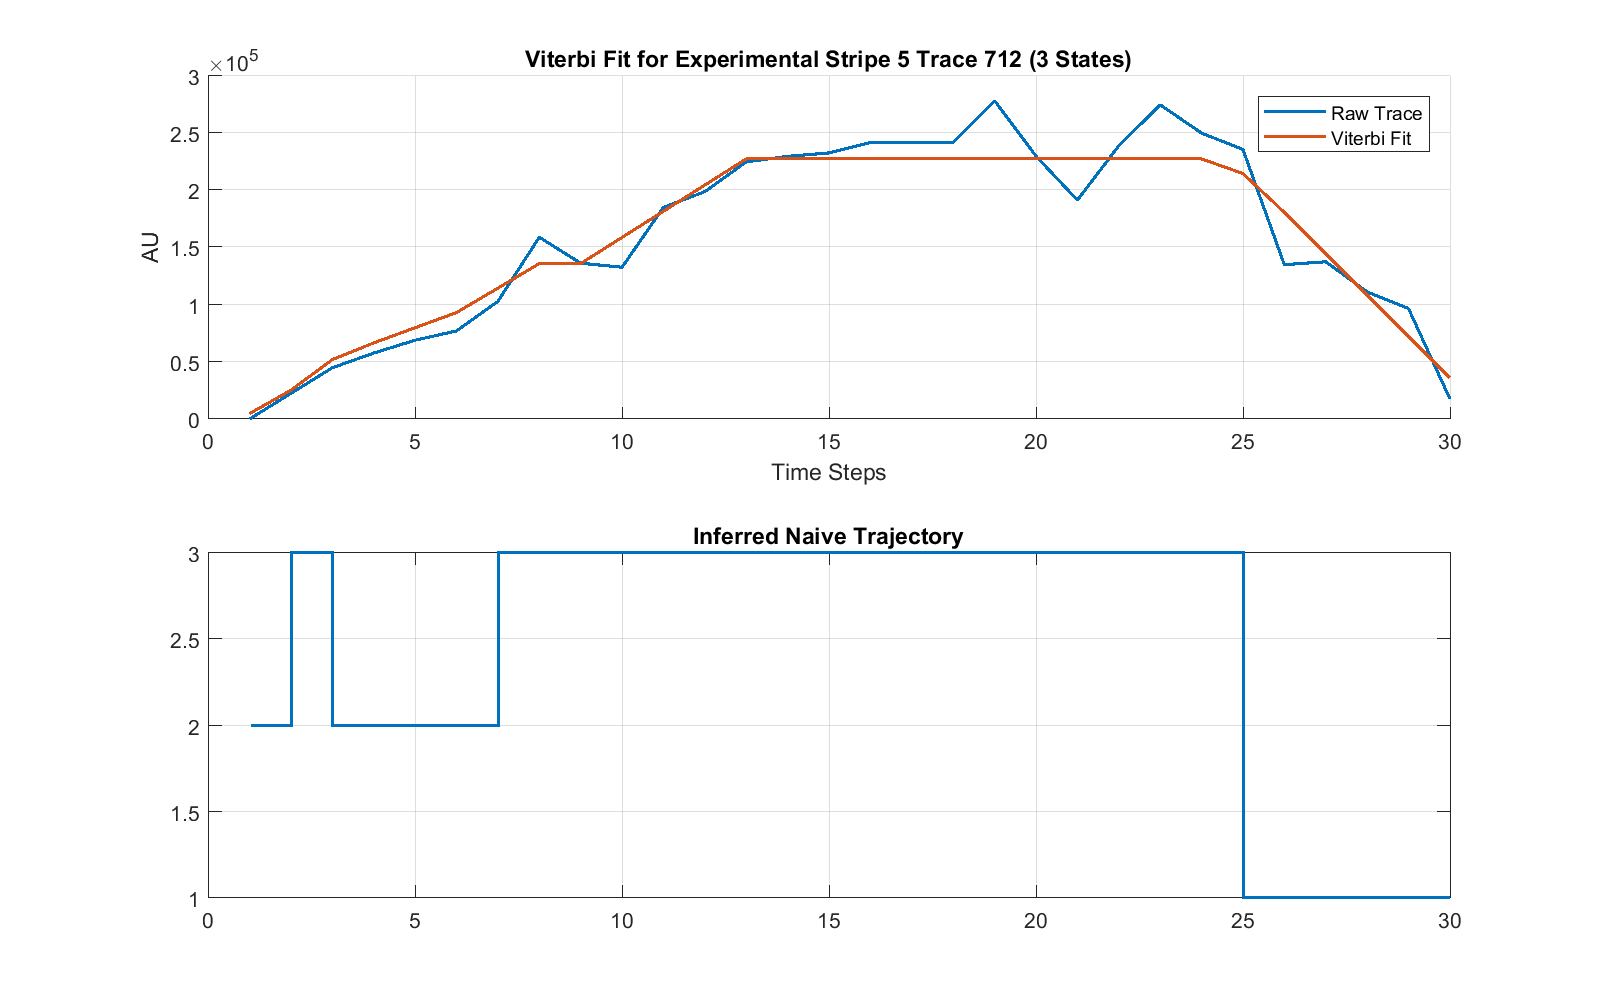 Viterbi Fit for Experimental Stripe 5 Trace 712 (3 States)
×10⁵
3
2.5
2
1.5
1
0.5
0
AU
Raw Trace
Viterbi Fit
0 5 10 15 20 25 30
Time Steps
Inferred Naive Trajectory
3
2.5
2
1.5
1
0 5 10 15 20 25 30